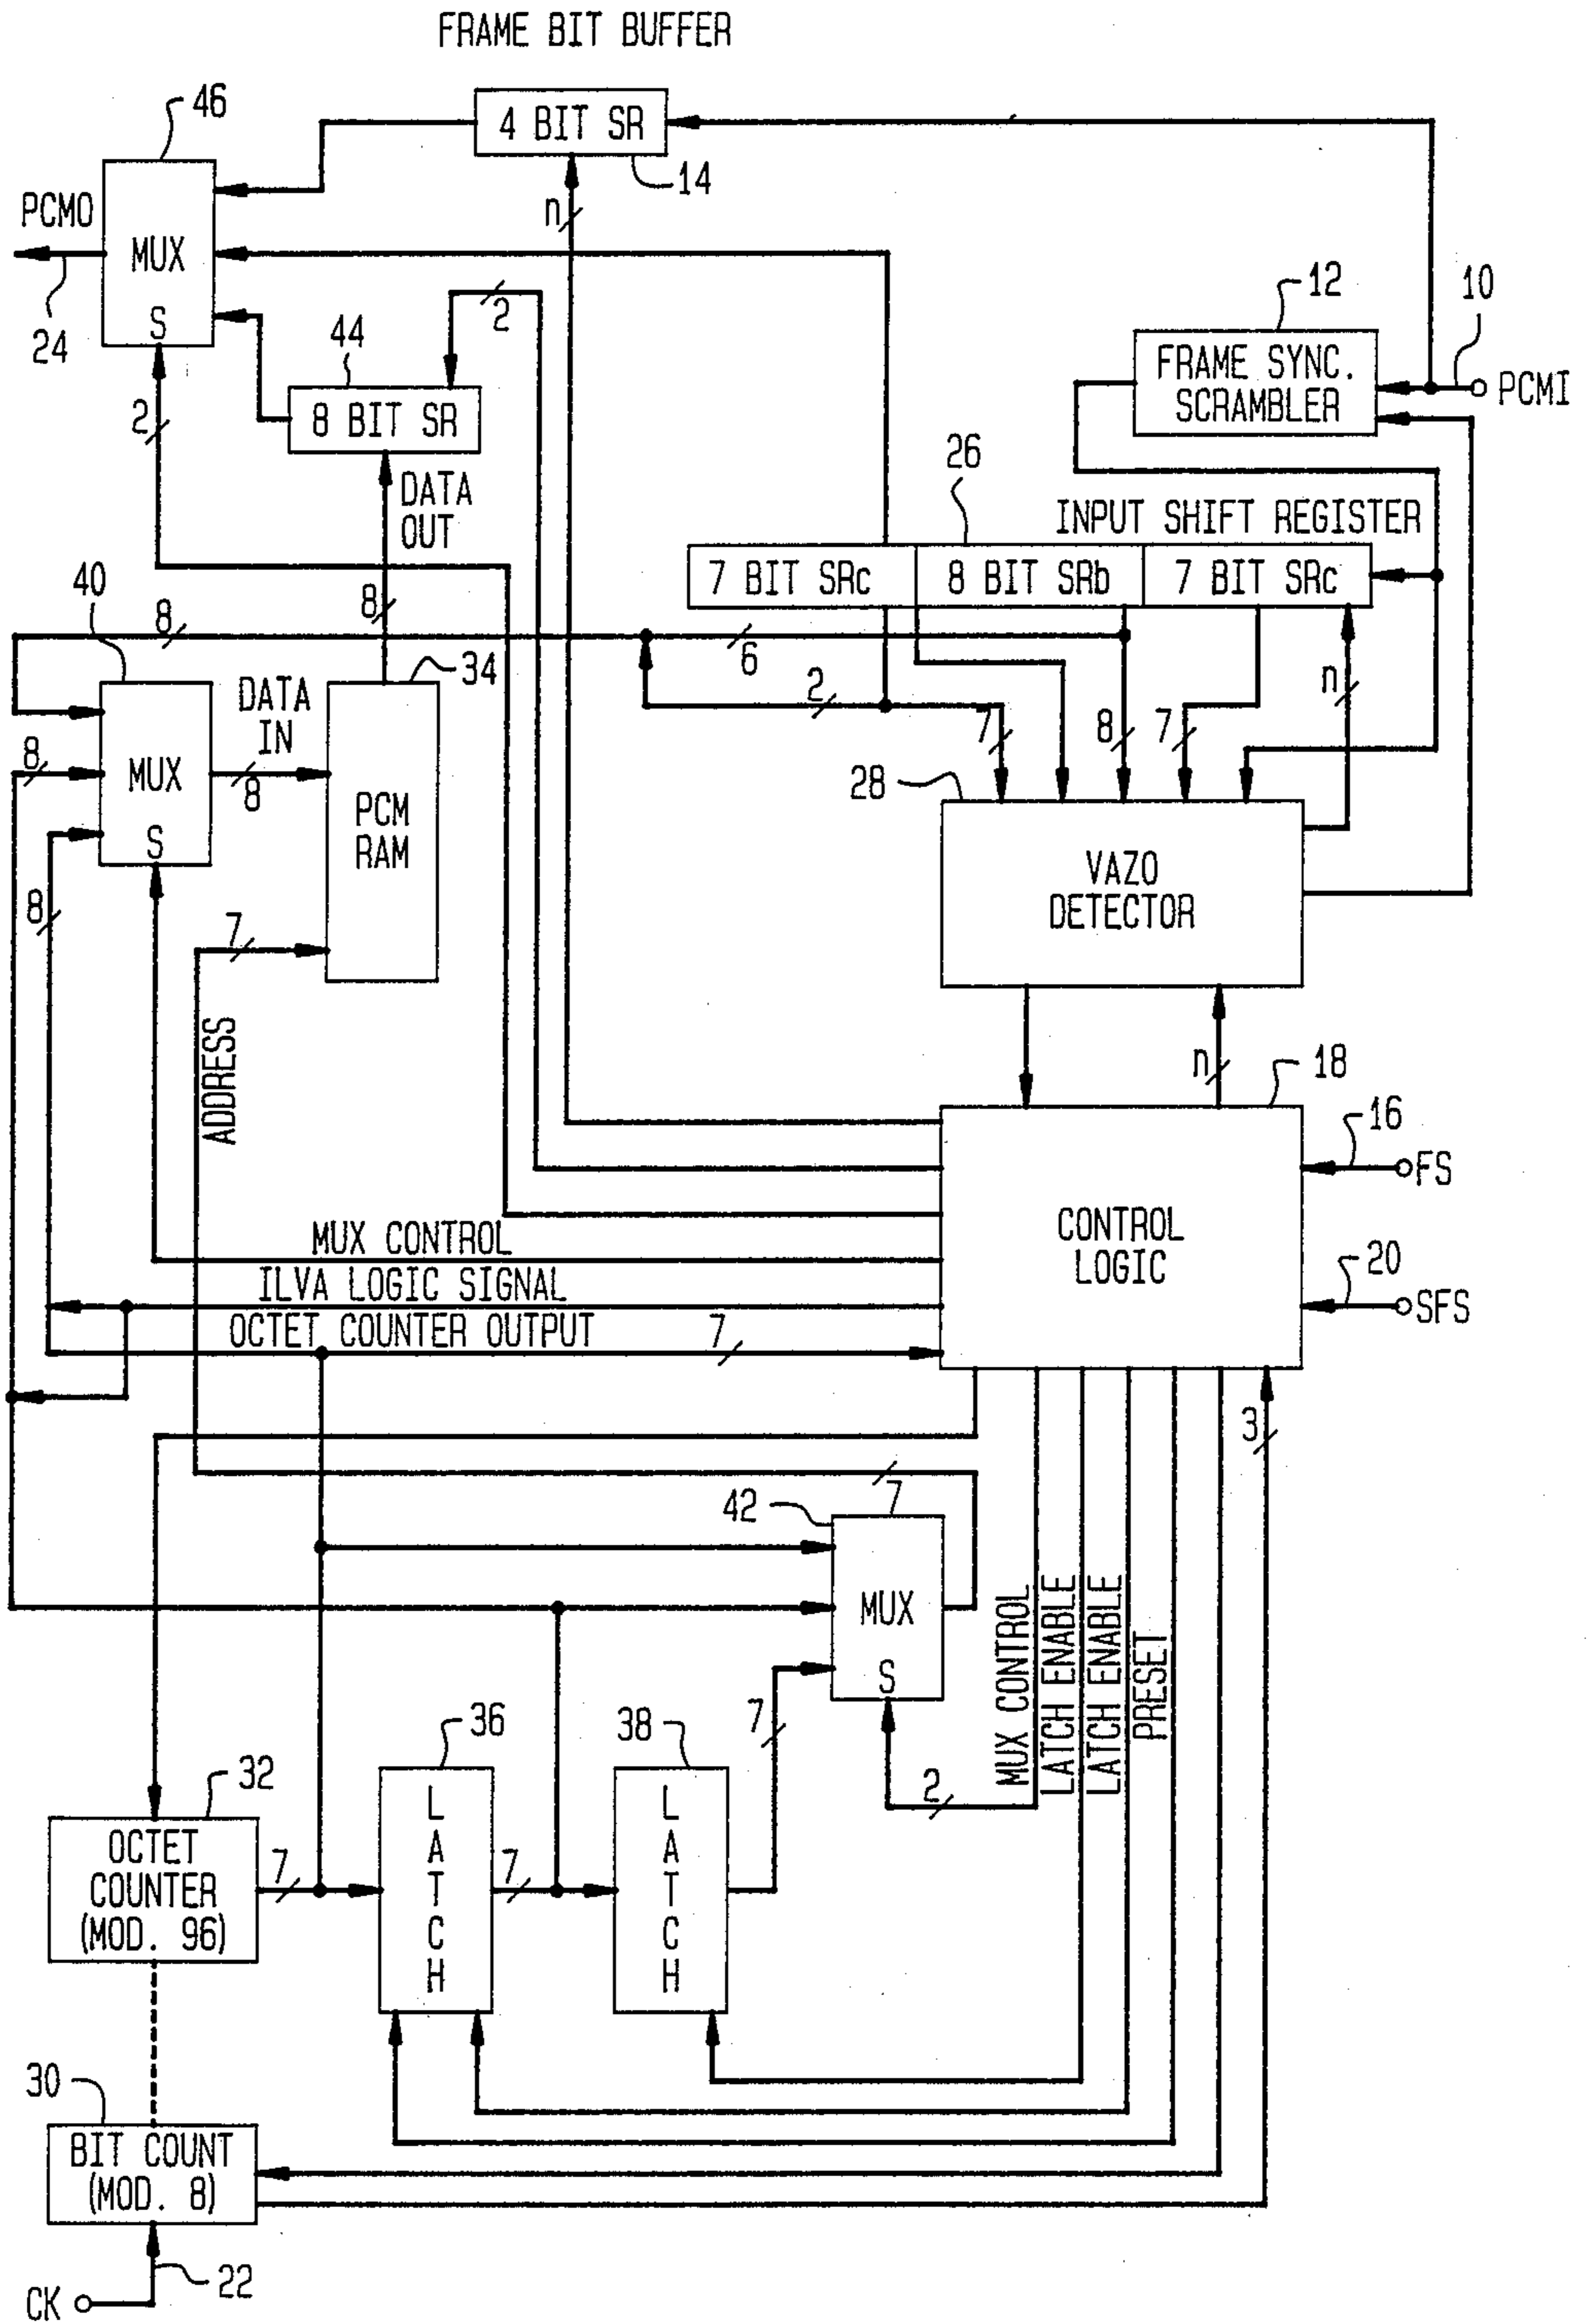 FRAME BIT BUFFER
46
4 BIT SR
14
PCMO
MUX
S
24
n
2
12
10
FRAME SYNC.
SCRAMBLER
PCMI
44
8 BIT SR
2
DATA
OUT
26
INPUT SHIFT REGISTER
7 BIT SRc
8 BIT SRb
7 BIT SRc
40
8
8
6
34
2
n
DATA
IN
8
MUX
S
8
PCM
RAM
7
8
7
28
VAZO
DETECTOR
8
7
ADDRESS
n
18
16
FS
CONTROL
LOGIC
20
SFS
MUX CONTROL
ILVA LOGIC SIGNAL
OCTET COUNTER OUTPUT
7
3
42
7
MUX
S
MUX CONTROL
LATCH ENABLE
LATCH ENABLE
PRESET
2
7
32
36
38
OCTET
COUNTER
(MOD. 96)
7
LATCH
7
LATCH
30
BIT COUNT
(MOD. 8)
22
CK